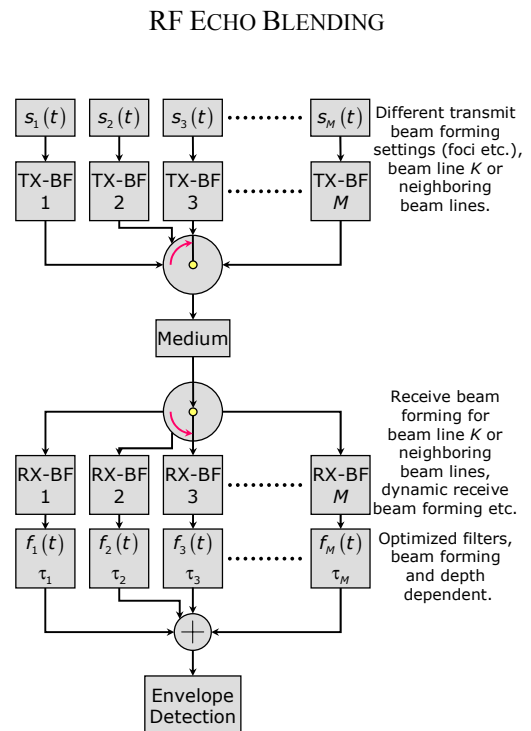 RF ECHO BLENDING
s₁(t) s₂(t) s₃(t) s_M(t)
Different transmit
beam forming
settings (foci etc.),
beam line K or
neighboring
beam lines.
TX-BF TX-BF TX-BF TX-BF
1 2 3 M
Medium
Receive beam
forming for
beam line K or
neighboring
beam lines,
dynamic receive
beam forming etc.
RX-BF RX-BF RX-BF RX-BF
1 2 3 M
f₁(t) f₂(t) f₃(t) f_M(t)
τ₁ τ₂ τ₃ τ_M
Optimized filters,
beam forming
and depth
dependent.
+
Envelope
Detection